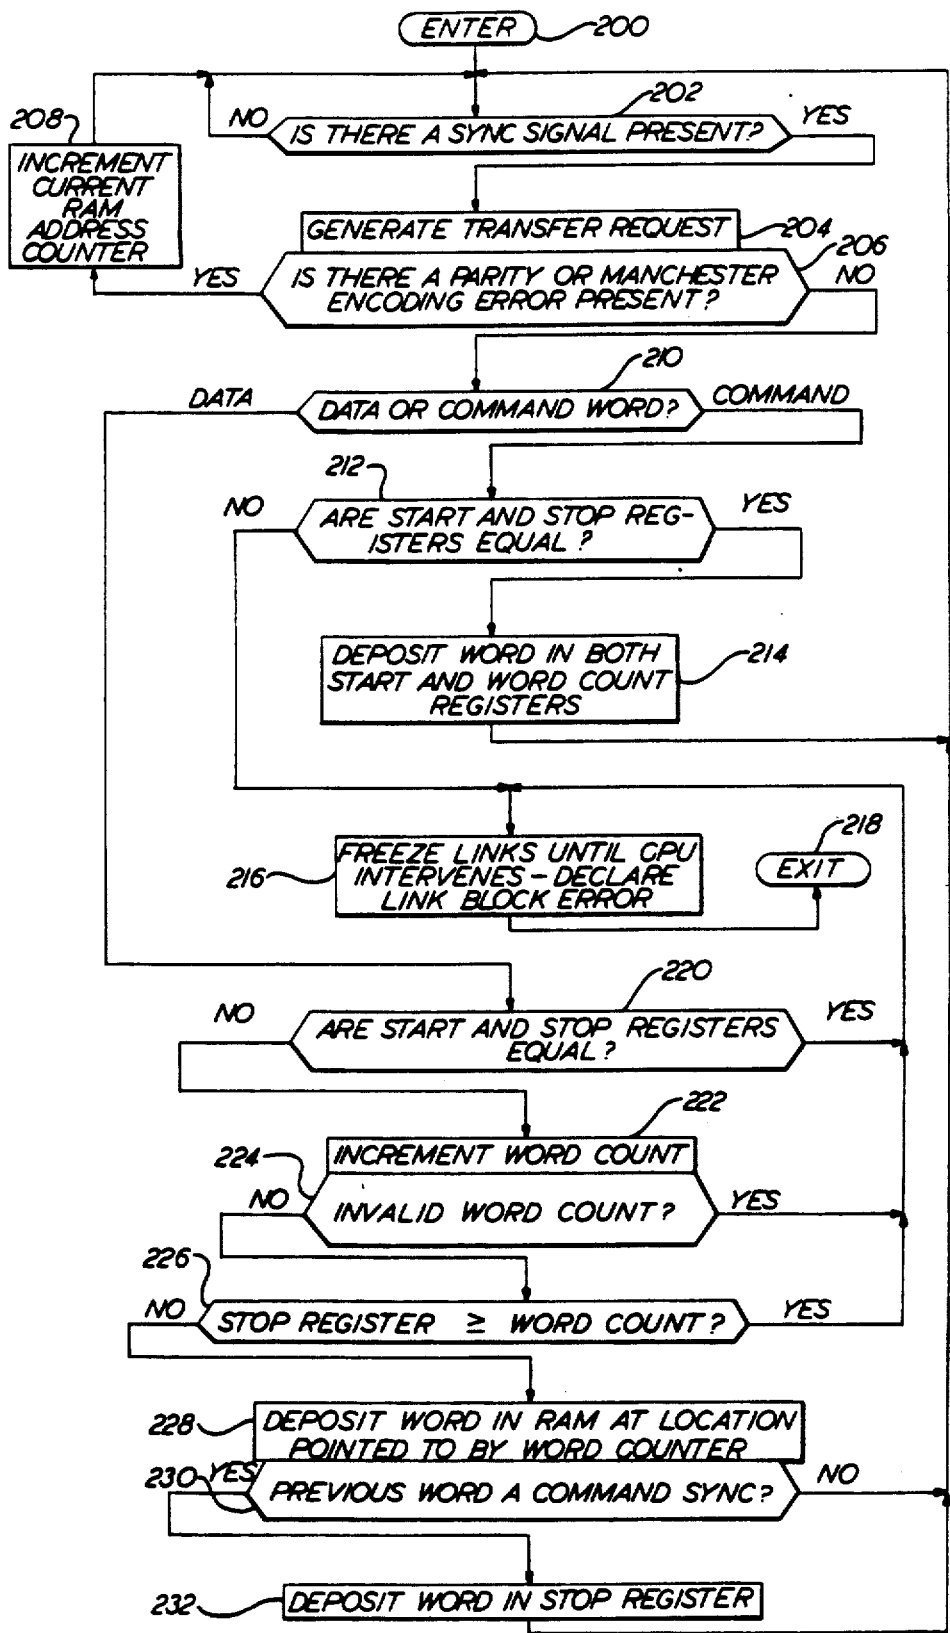 ENTER
200
202
NO
YES
IS THERE A SYNC SIGNAL PRESENT?
208
INCREMENT
CURRENT
RAM
ADDRESS
COUNTER
GENERATE TRANSFER REQUEST
204
206
YES
IS THERE A PARITY OR MANCHESTER
ENCODING ERROR PRESENT?
NO
210
DATA
DATA OR COMMAND WORD?
COMMAND
212
NO
ARE START AND STOP REG-
ISTERS EQUAL?
YES
DEPOSIT WORD IN BOTH
START AND WORD COUNT
REGISTERS
214
216
FREEZE LINKS UNTIL CPU
INTERVENES - DECLARE
LINK BLOCK ERROR
218
EXIT
220
NO
ARE START AND STOP REGISTERS
EQUAL?
YES
222
INCREMENT WORD COUNT
224
NO
INVALID WORD COUNT?
YES
226
NO
STOP REGISTER ≥ WORD COUNT?
YES
228
DEPOSIT WORD IN RAM AT LOCATION
POINTED TO BY WORD COUNTER
YES
230
PREVIOUS WORD A COMMAND SYNC?
NO
232
DEPOSIT WORD IN STOP REGISTER